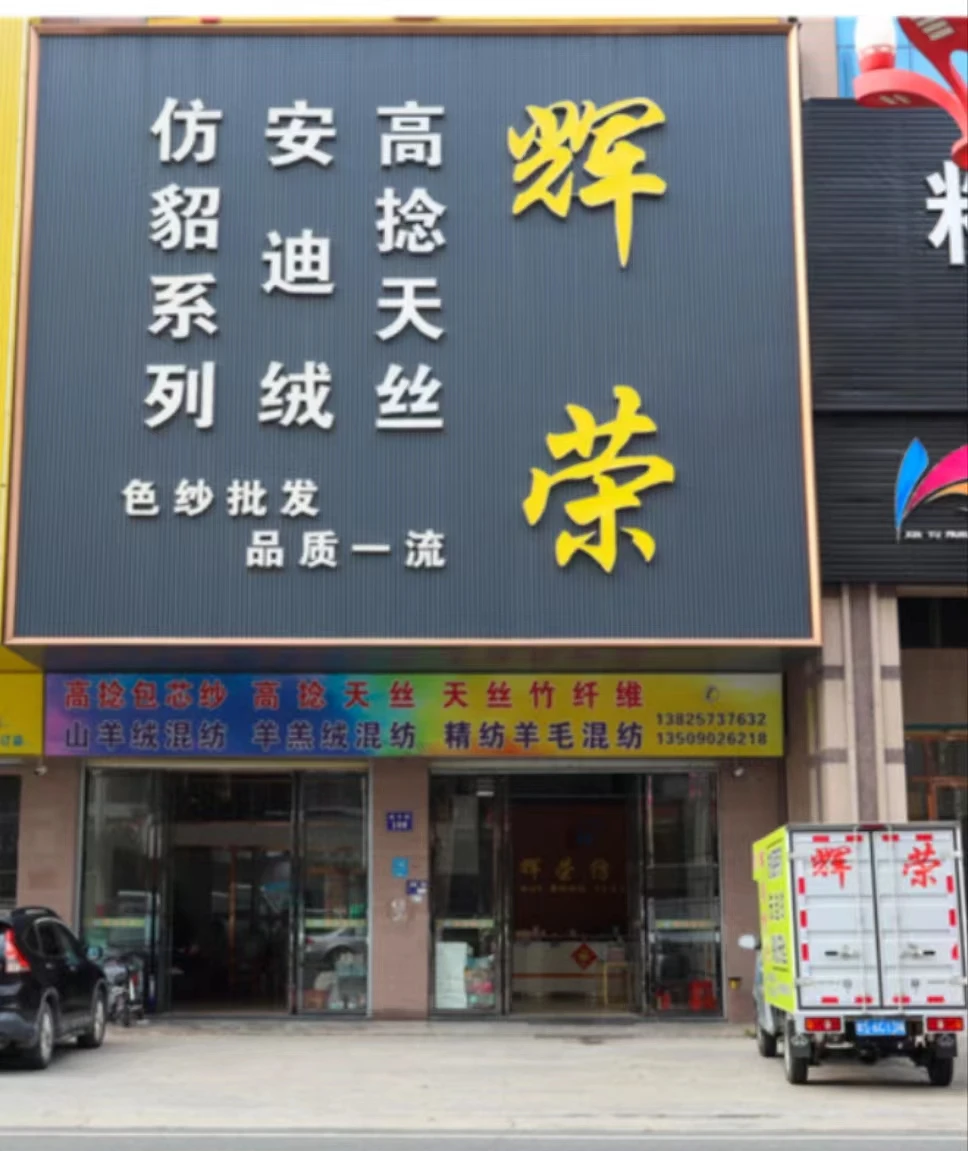 辉荣
高捻天丝
安迪绒
仿貂系列
色纱批发
品质一流
高捻包芯纱 高捻天丝 天丝竹纤维
山羊绒混纺 羊羔绒混纺 精纺羊毛混纺
13825737632
13509026218
辉荣
辉荣